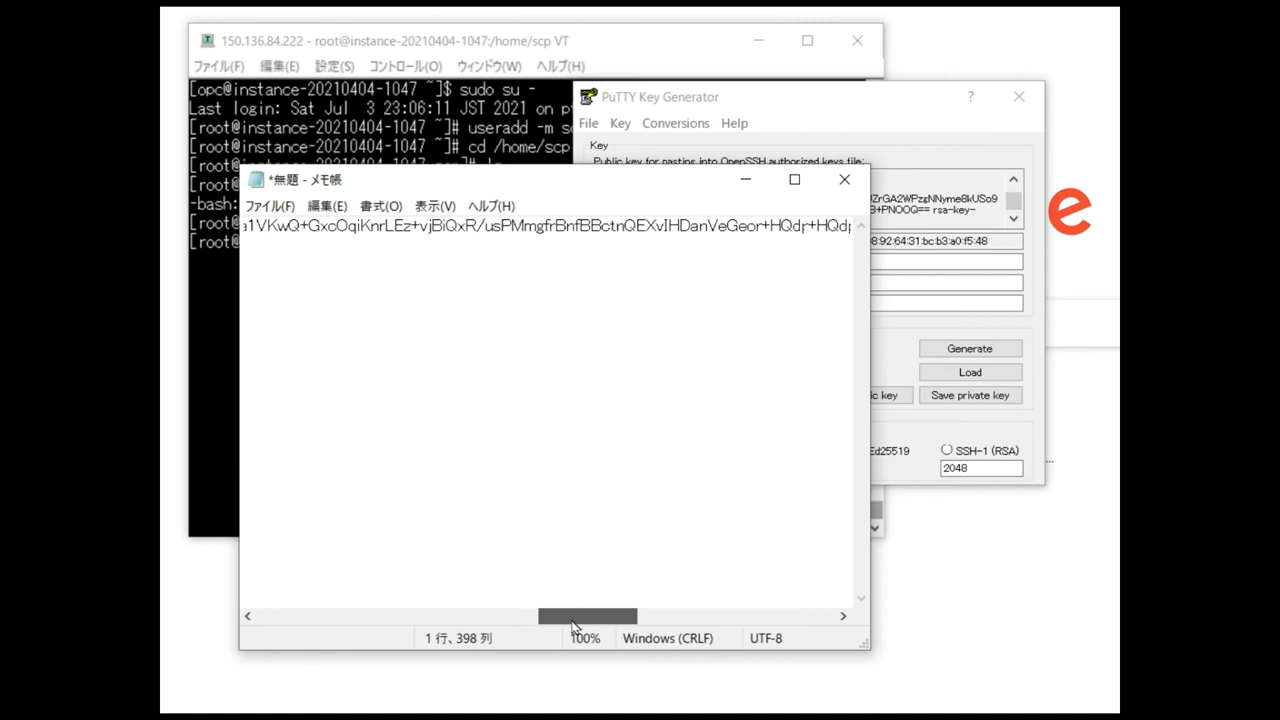 150.136.84.222 - root@instance-20210404-1047:/home/scp VT
ファイル(F) 編集(E) 設定(S) コントロール(O) ウィンドウ(W) ヘルプ(H)
[opc@instance-20210404-1047 ~]$ sudo su -
Last login: Sat Jul 3 23:06:11 JST 2021 on
[root@instance-20210404-1047 ~]# useradd -m
[root@instance-20210404-1047 ~]# cd /home/scp
[root@
[root@
-bash:
[root@
[root@
PuTTY Key Generator
File Key Conversions Help
Key
Public key for pasting into OpenSSH authorized_keys file:
rsa-key-
8:92:64:31:bc:b3:a0:f5:48
Generate
Load
ic key Save private key
Ed25519 SSH-1 (RSA)
2048
*無題 - メモ帳
ファイル(F) 編集(E) 書式(O) 表示(V) ヘルプ(H)
a1VKwQ+GxcOqiKnrLEz+vjBiQxR/usPMmgfrBnfBBctnQEXvIHDanVeGeor+HQdr+HQd
1 行、398 列 100% Windows (CRLF) UTF-8
e